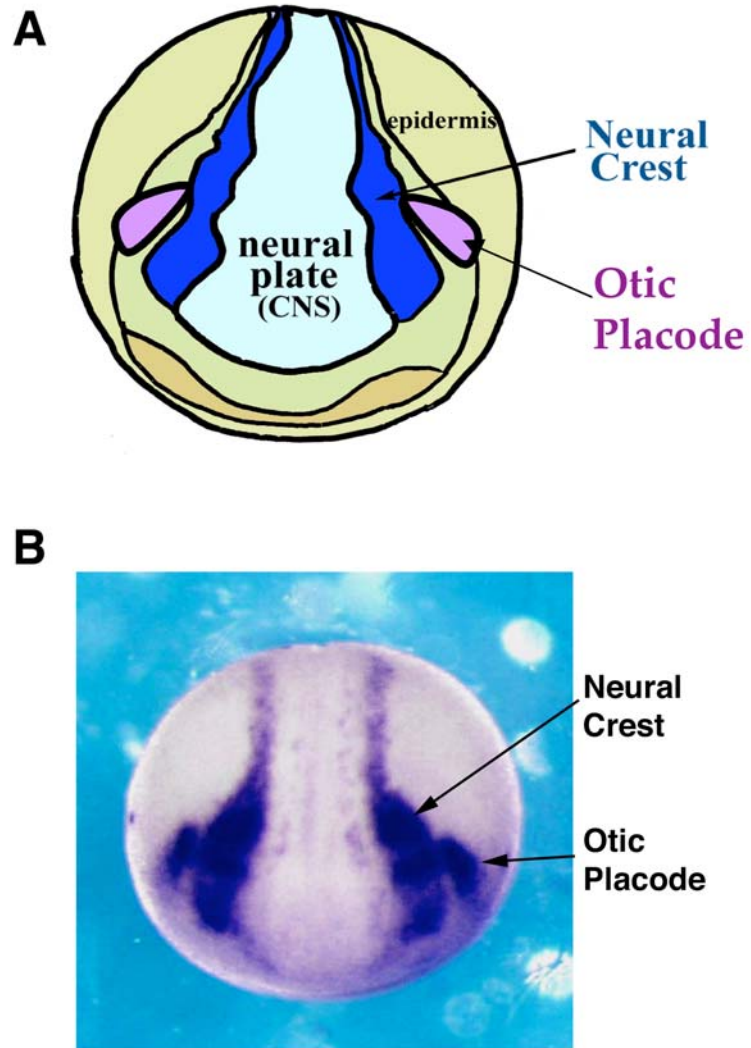 A
epidermis
Neural
Crest
neural
plate
(CNS)
Otic
Placode
B
Neural
Crest
Otic
Placode